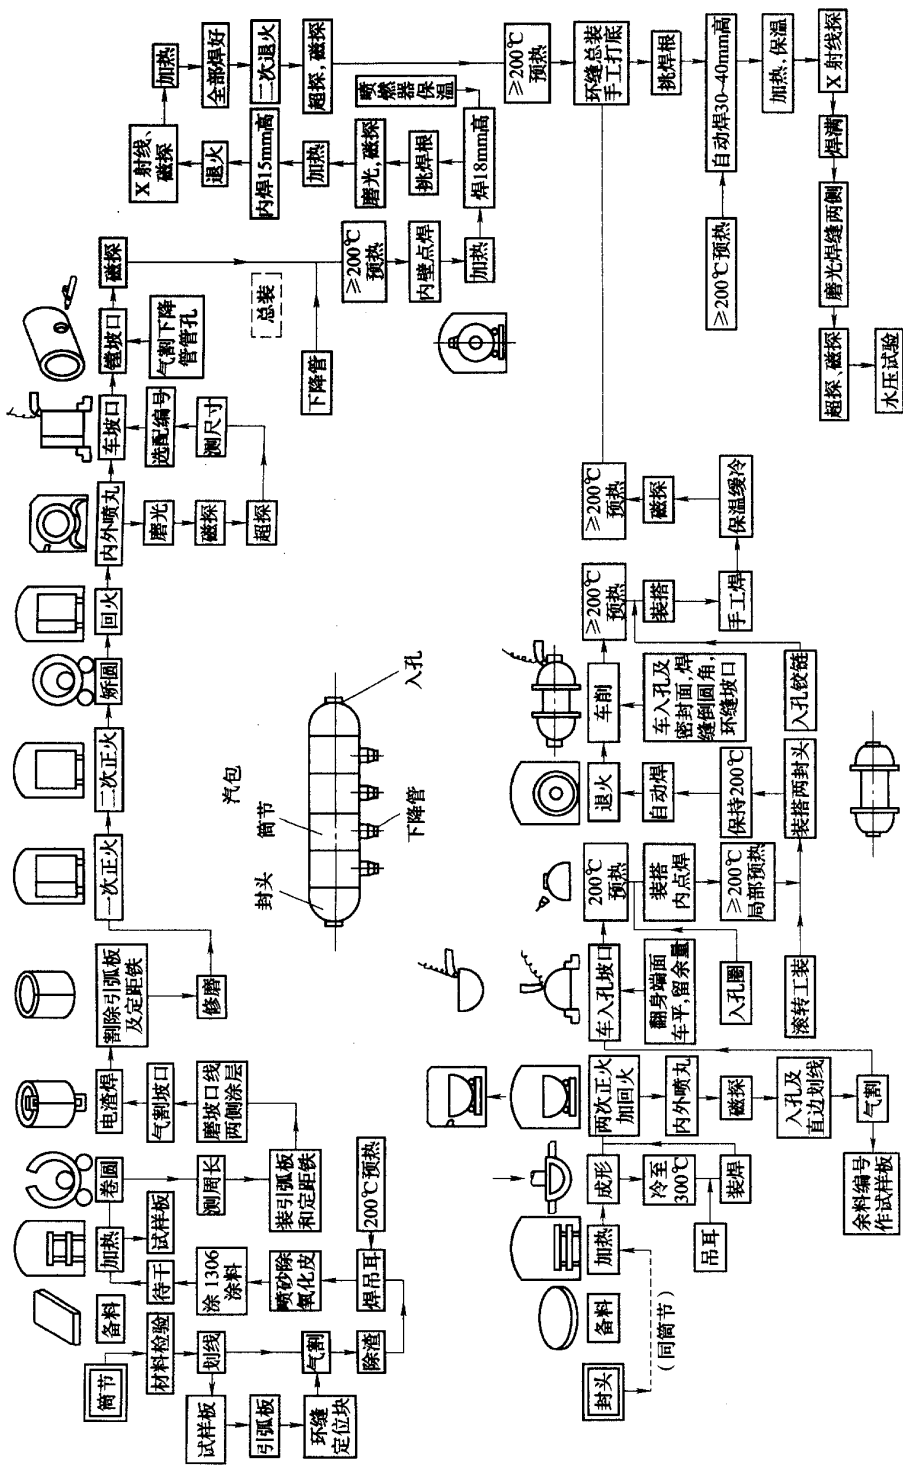 筒节
备料
材料检验
划线
试样板
引弧板
环缝
定位块
气割
除渣
焊吊耳
200℃预热
喷砂除
氧化皮
涂1306
涂料
待干
加热
试样板
卷圆
测周长
装引弧板
和定距铁
磨坡口线
两侧涂层
气割坡口
电渣焊
割除引弧板
及定距铁
修磨
一次正火
二次正火
矫圆
回火
内外喷丸
磨光
磁探
超探
测尺寸
选配编号
车坡口
镗坡口
气割下降
管管孔
磁探
总装
下降管
≥200℃
预热
内壁点焊
加热
焊18mm高
喷
燃
器
保
温
挑焊根
磨光,磁探
加热
内焊15mm高
退火
X射线、
磁探
加热
全部焊好
二次退火
超探,磁探
≥200℃
预热
环缝总装
手工打底
挑焊根
自动焊30~40mm高
≥200℃预热
加热、保温
X射线探
焊满
磨光焊缝两侧
超探、磁探
水压试验
汽包
封头
筒节
下降管
人孔
封头
(同筒节)
备料
加热
成形
冷至
300℃
吊耳
装焊
两次正火
加回火
内外喷丸
磁探
入孔及
直边划线
气割
余料编号
作试样板
车入孔坡口
翻身端面
车平,留余量
入孔圈
200℃
预热
装搭
内点焊
≥200℃
局部预热
滚转工装
装搭两封头
保持200℃
自动焊
退火
车削
车入孔及
密封面,焊
缝倒圆角,
环缝坡口
入孔铰链
≥200℃
预热
装搭
手工焊
保温缓冷
磁探
≥200℃
预热